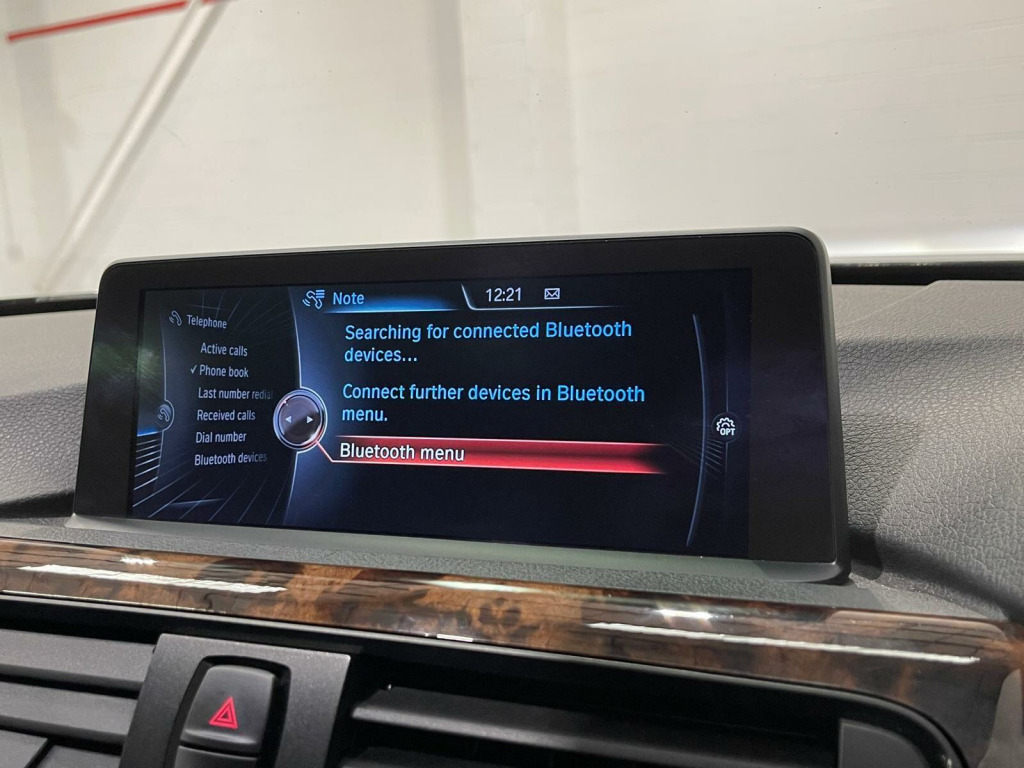 Note
12:21
Telephone
Active calls
✓ Phone book
Last number redial
Received calls
Dial number
Bluetooth devices
Searching for connected Bluetooth
devices...
Connect further devices in Bluetooth
menu.
Bluetooth menu
OPT